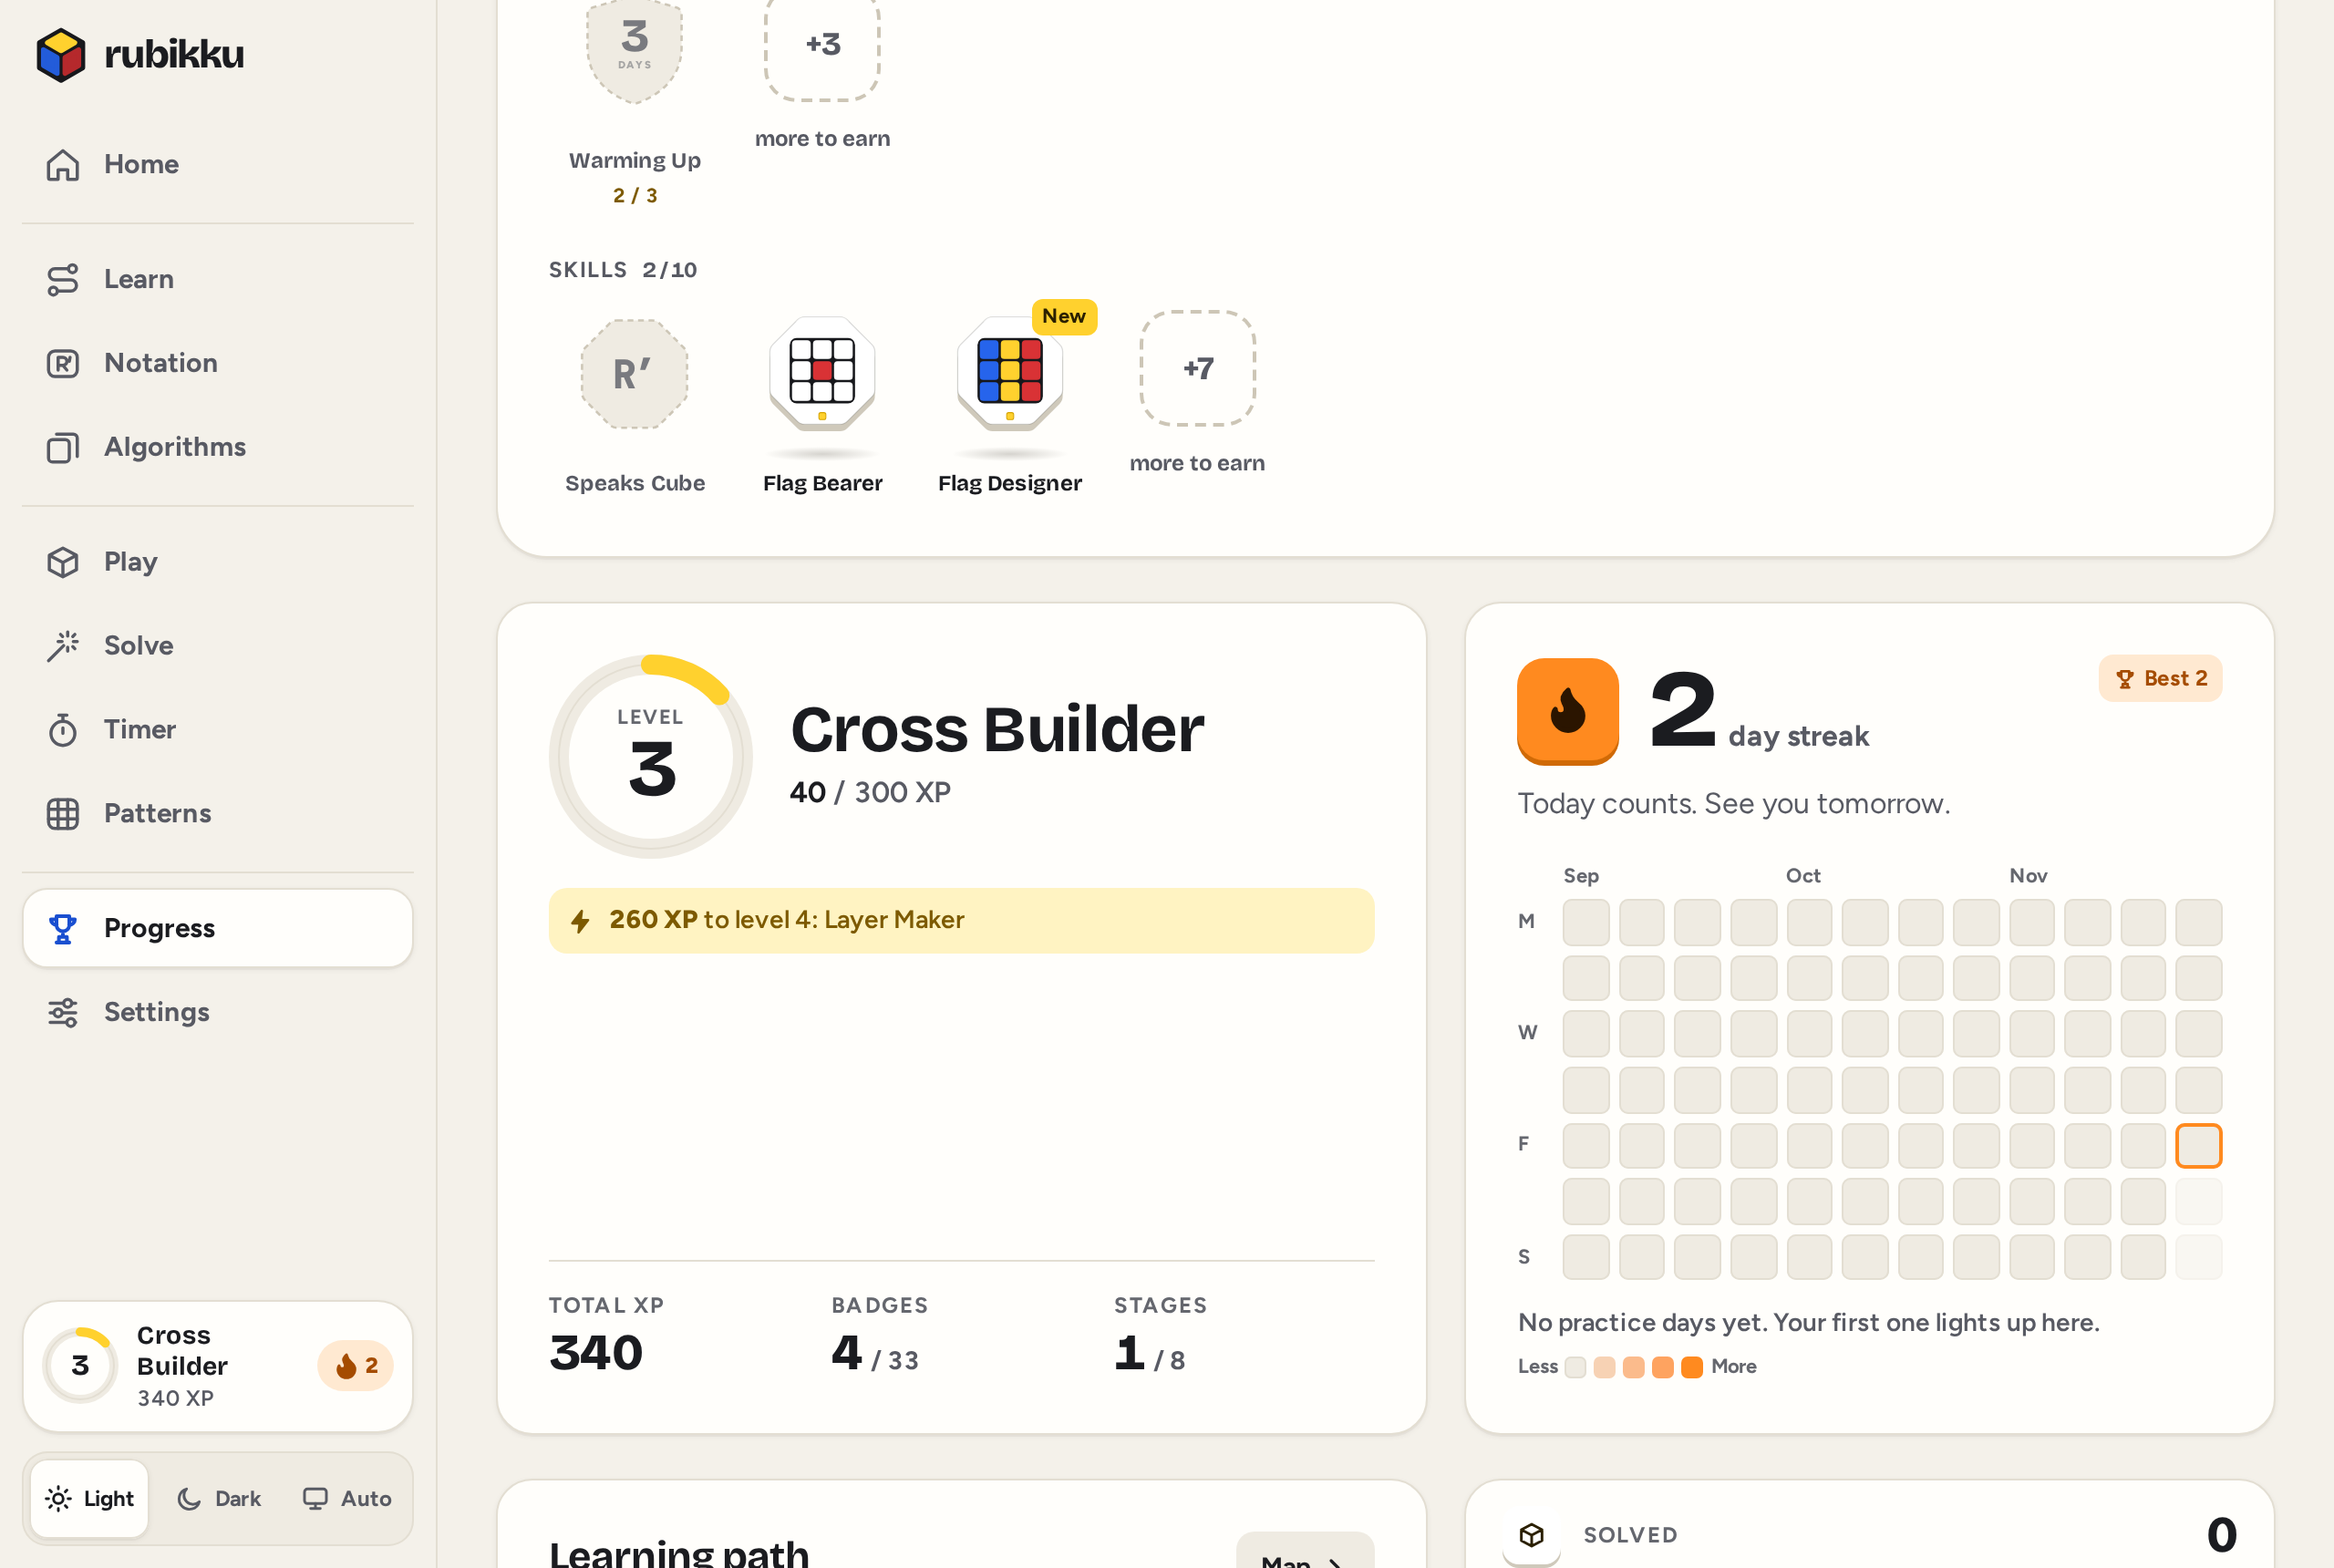 rubikku
Home
Learn
Notation
Algorithms
Play
Solve
Timer
Patterns
Progress
Settings
3
Cross Builder
340 XP
2
Light
Dark
Auto
3
DAYS
Warming Up
2 / 3
+3
more to earn
SKILLS 2/10
R′
Speaks Cube
Flag Bearer
New
Flag Designer
+7
more to earn
LEVEL
3
Cross Builder
40 / 300 XP
260 XP to level 4: Layer Maker
TOTAL XP
340
BADGES
4 / 33
STAGES
1 / 8
2 day streak
Best 2
Today counts. See you tomorrow.
Sep Oct Nov
M
W
F
S
No practice days yet. Your first one lights up here.
Less More
Learning path
Map
SOLVED
0